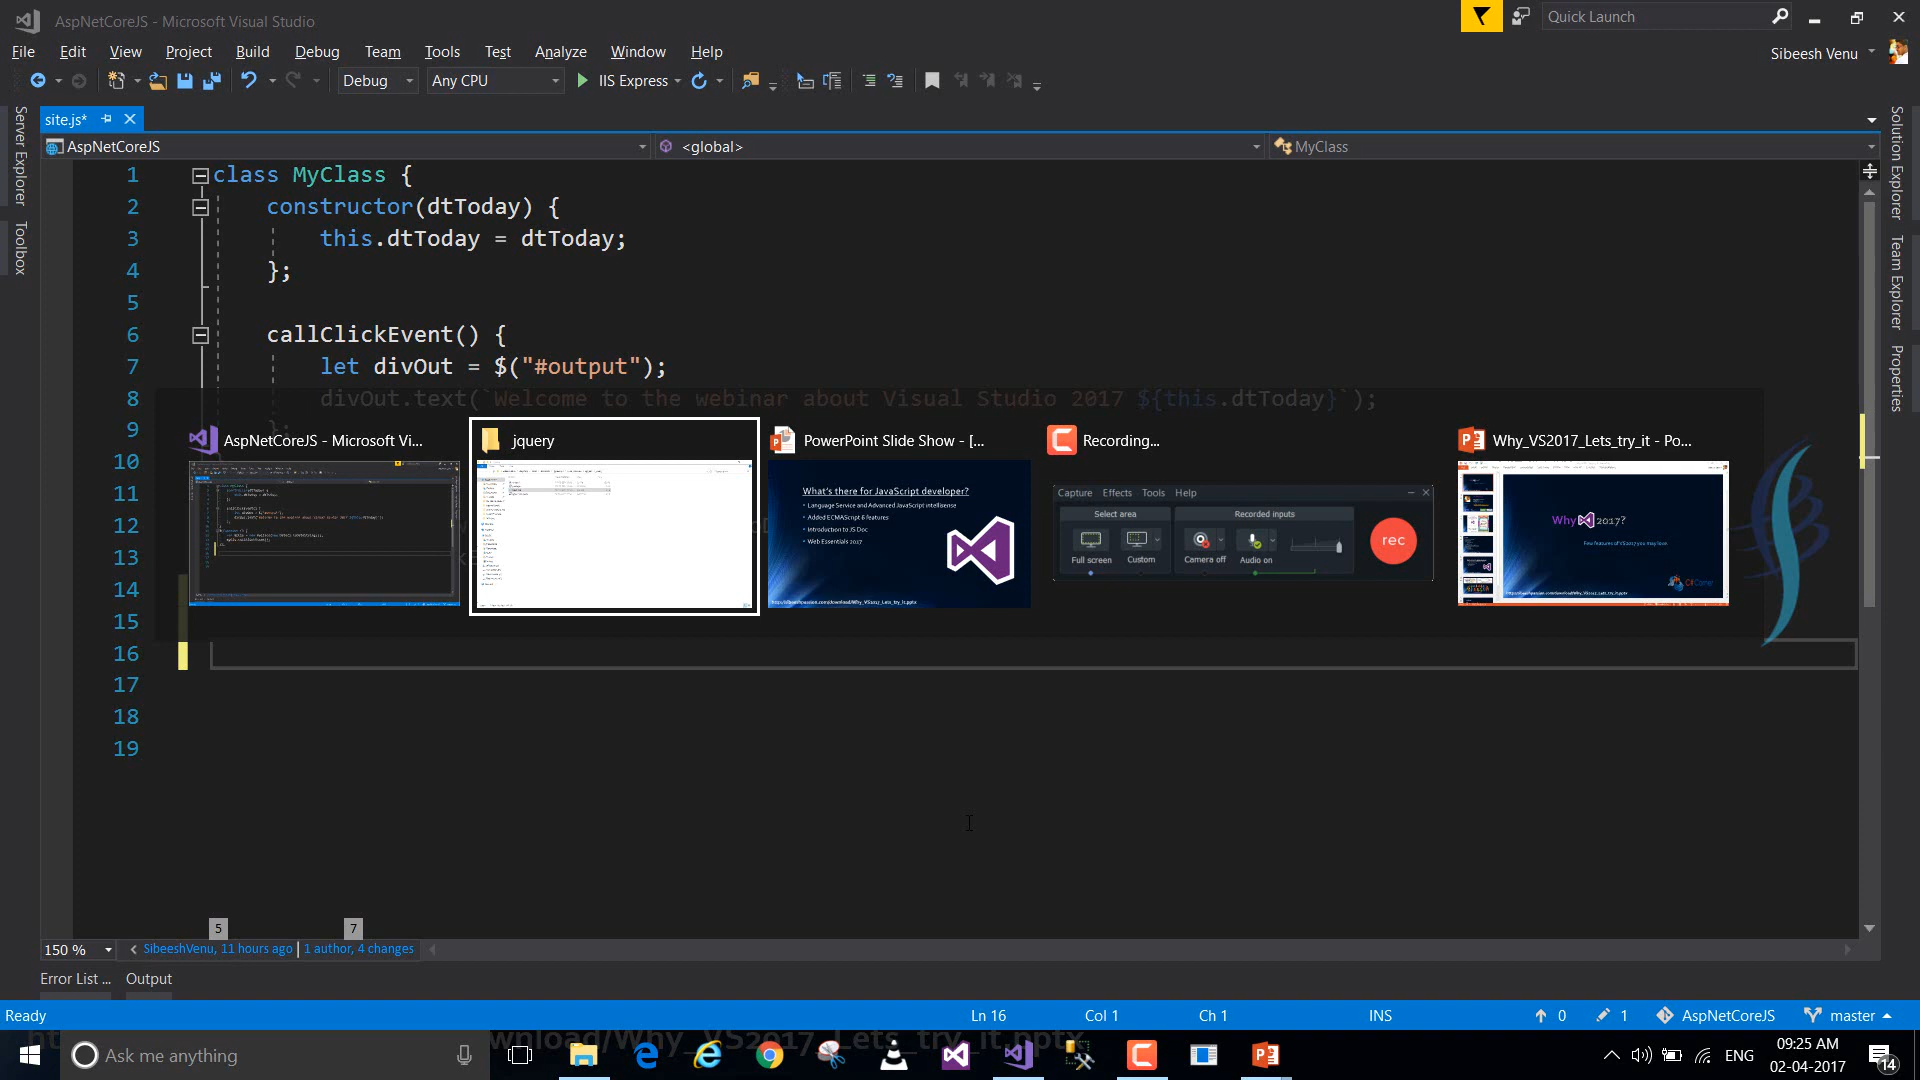 AspNetCoreJS - Microsoft Visual Studio
Quick Launch
File Edit View Project Build Debug Team Tools Test Analyze Window Help
Sibeesh Venu
Debug Any CPU IIS Express
Server Explorer
Toolbox
site.js*
AspNetCoreJS <global> MyClass
Solution Explorer
Team Explorer
Properties
1 class MyClass {
2 constructor(dtToday) {
3 this.dtToday = dtToday;
4 };
5
6 callClickEvent() {
7 let divOut = $("#output");
8 divOut.text(`Welcome to the webinar about Visual Studio 2017 ${this.dtToday}`);
9 };
10
11
12
13
14
15
16
17
18
19
AspNetCoreJS - Microsoft Vi...
jquery
PowerPoint Slide Show - [...
What's there for JavaScript developer?
• Language Service and Advanced JavaScript intellisense
• Added ECMAScript 6 features
• Introduction to JS Doc
• Web Essentials 2017
Recording...
Capture Effects Tools Help
Select area Recorded inputs
Full screen Custom Camera off Audio on
rec
Why_VS2017_Lets_try_it - Po...
Why 2017?
Few features of VS2017 you may love
5 7
150 % SibeeshVenu, 11 hours ago | 1 author, 4 changes
Error List ... Output
Ready Ln 16 Col 1 Ch 1 INS 0 1 AspNetCoreJS master
wnload/Why_VS2017_Lets_try_it.pptx
Ask me anything
ENG
09:25 AM
02-04-2017
14